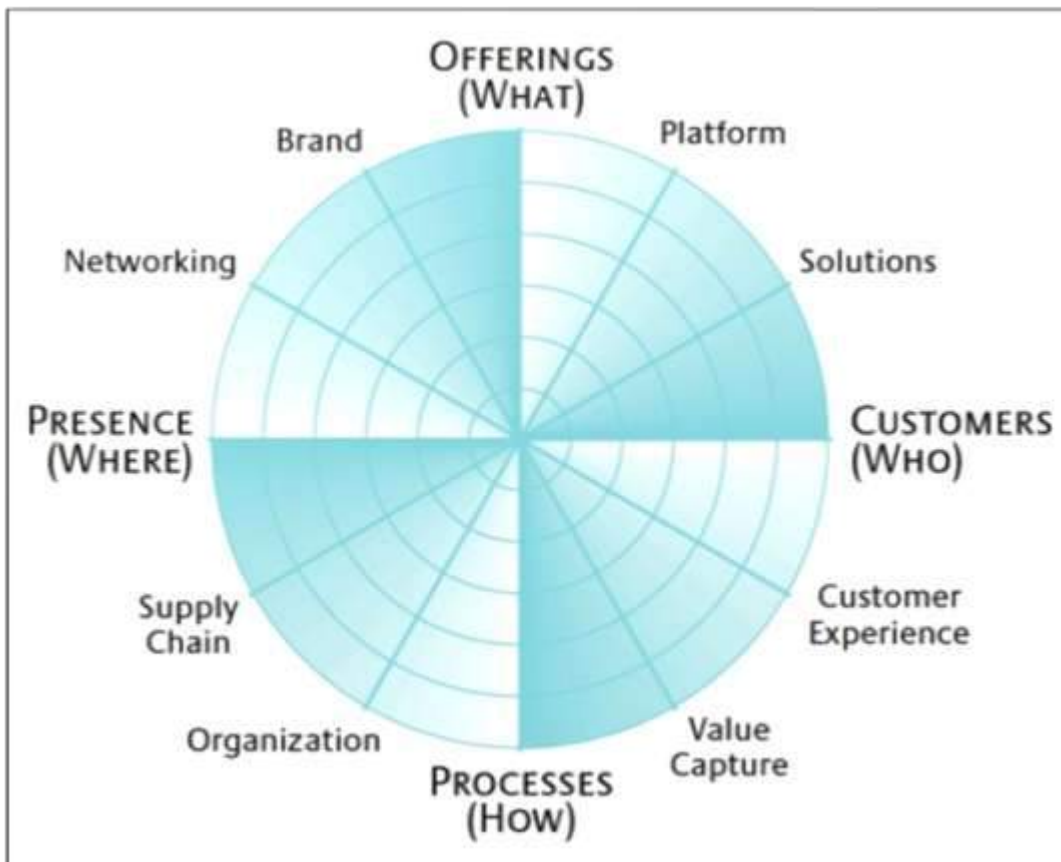 OFFERINGS
(WHAT)
Platform
Solutions
CUSTOMERS
(WHO)
Customer
Experience
Value
Capture
PROCESSES
(HOW)
Organization
Supply
Chain
PRESENCE
(WHERE)
Networking
Brand